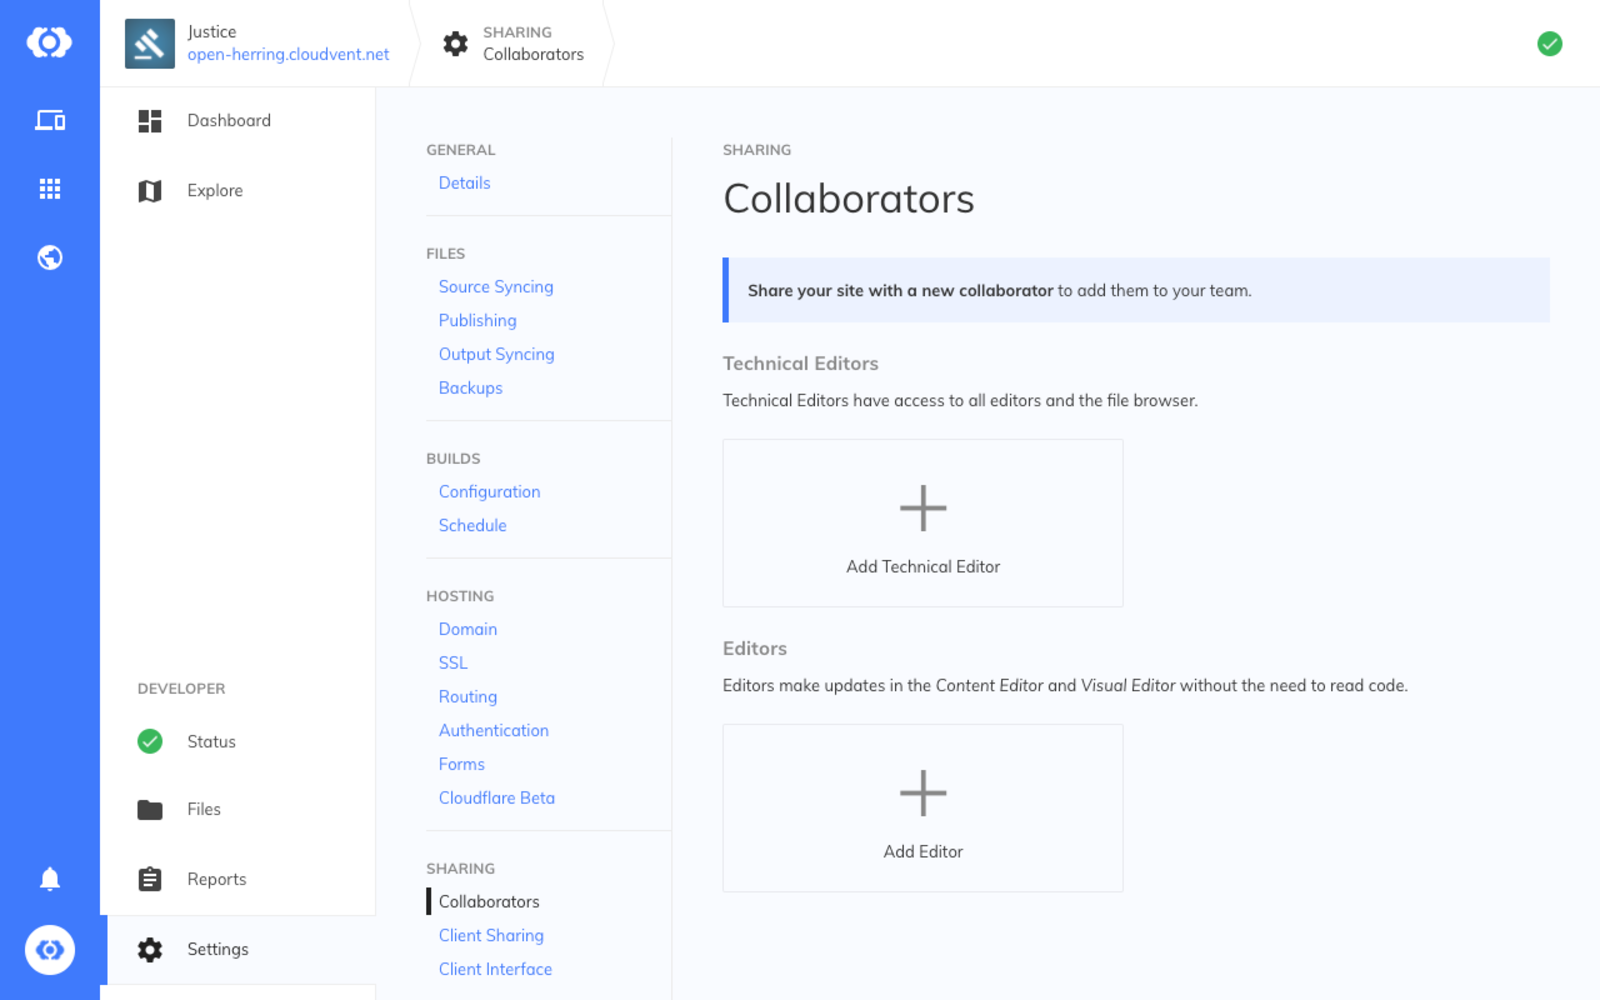 Justice
open-herring.cloudvent.net
SHARING
Collaborators
Dashboard
Explore
DEVELOPER
Status
Files
Reports
Settings
GENERAL
Details
FILES
Source Syncing
Publishing
Output Syncing
Backups
BUILDS
Configuration
Schedule
HOSTING
Domain
SSL
Routing
Authentication
Forms
Cloudflare Beta
SHARING
Collaborators
Client Sharing
Client Interface
SHARING
Collaborators
Share your site with a new collaborator to add them to your team.
Technical Editors
Technical Editors have access to all editors and the file browser.
Add Technical Editor
Editors
Editors make updates in the Content Editor and Visual Editor without the need to read code.
Add Editor